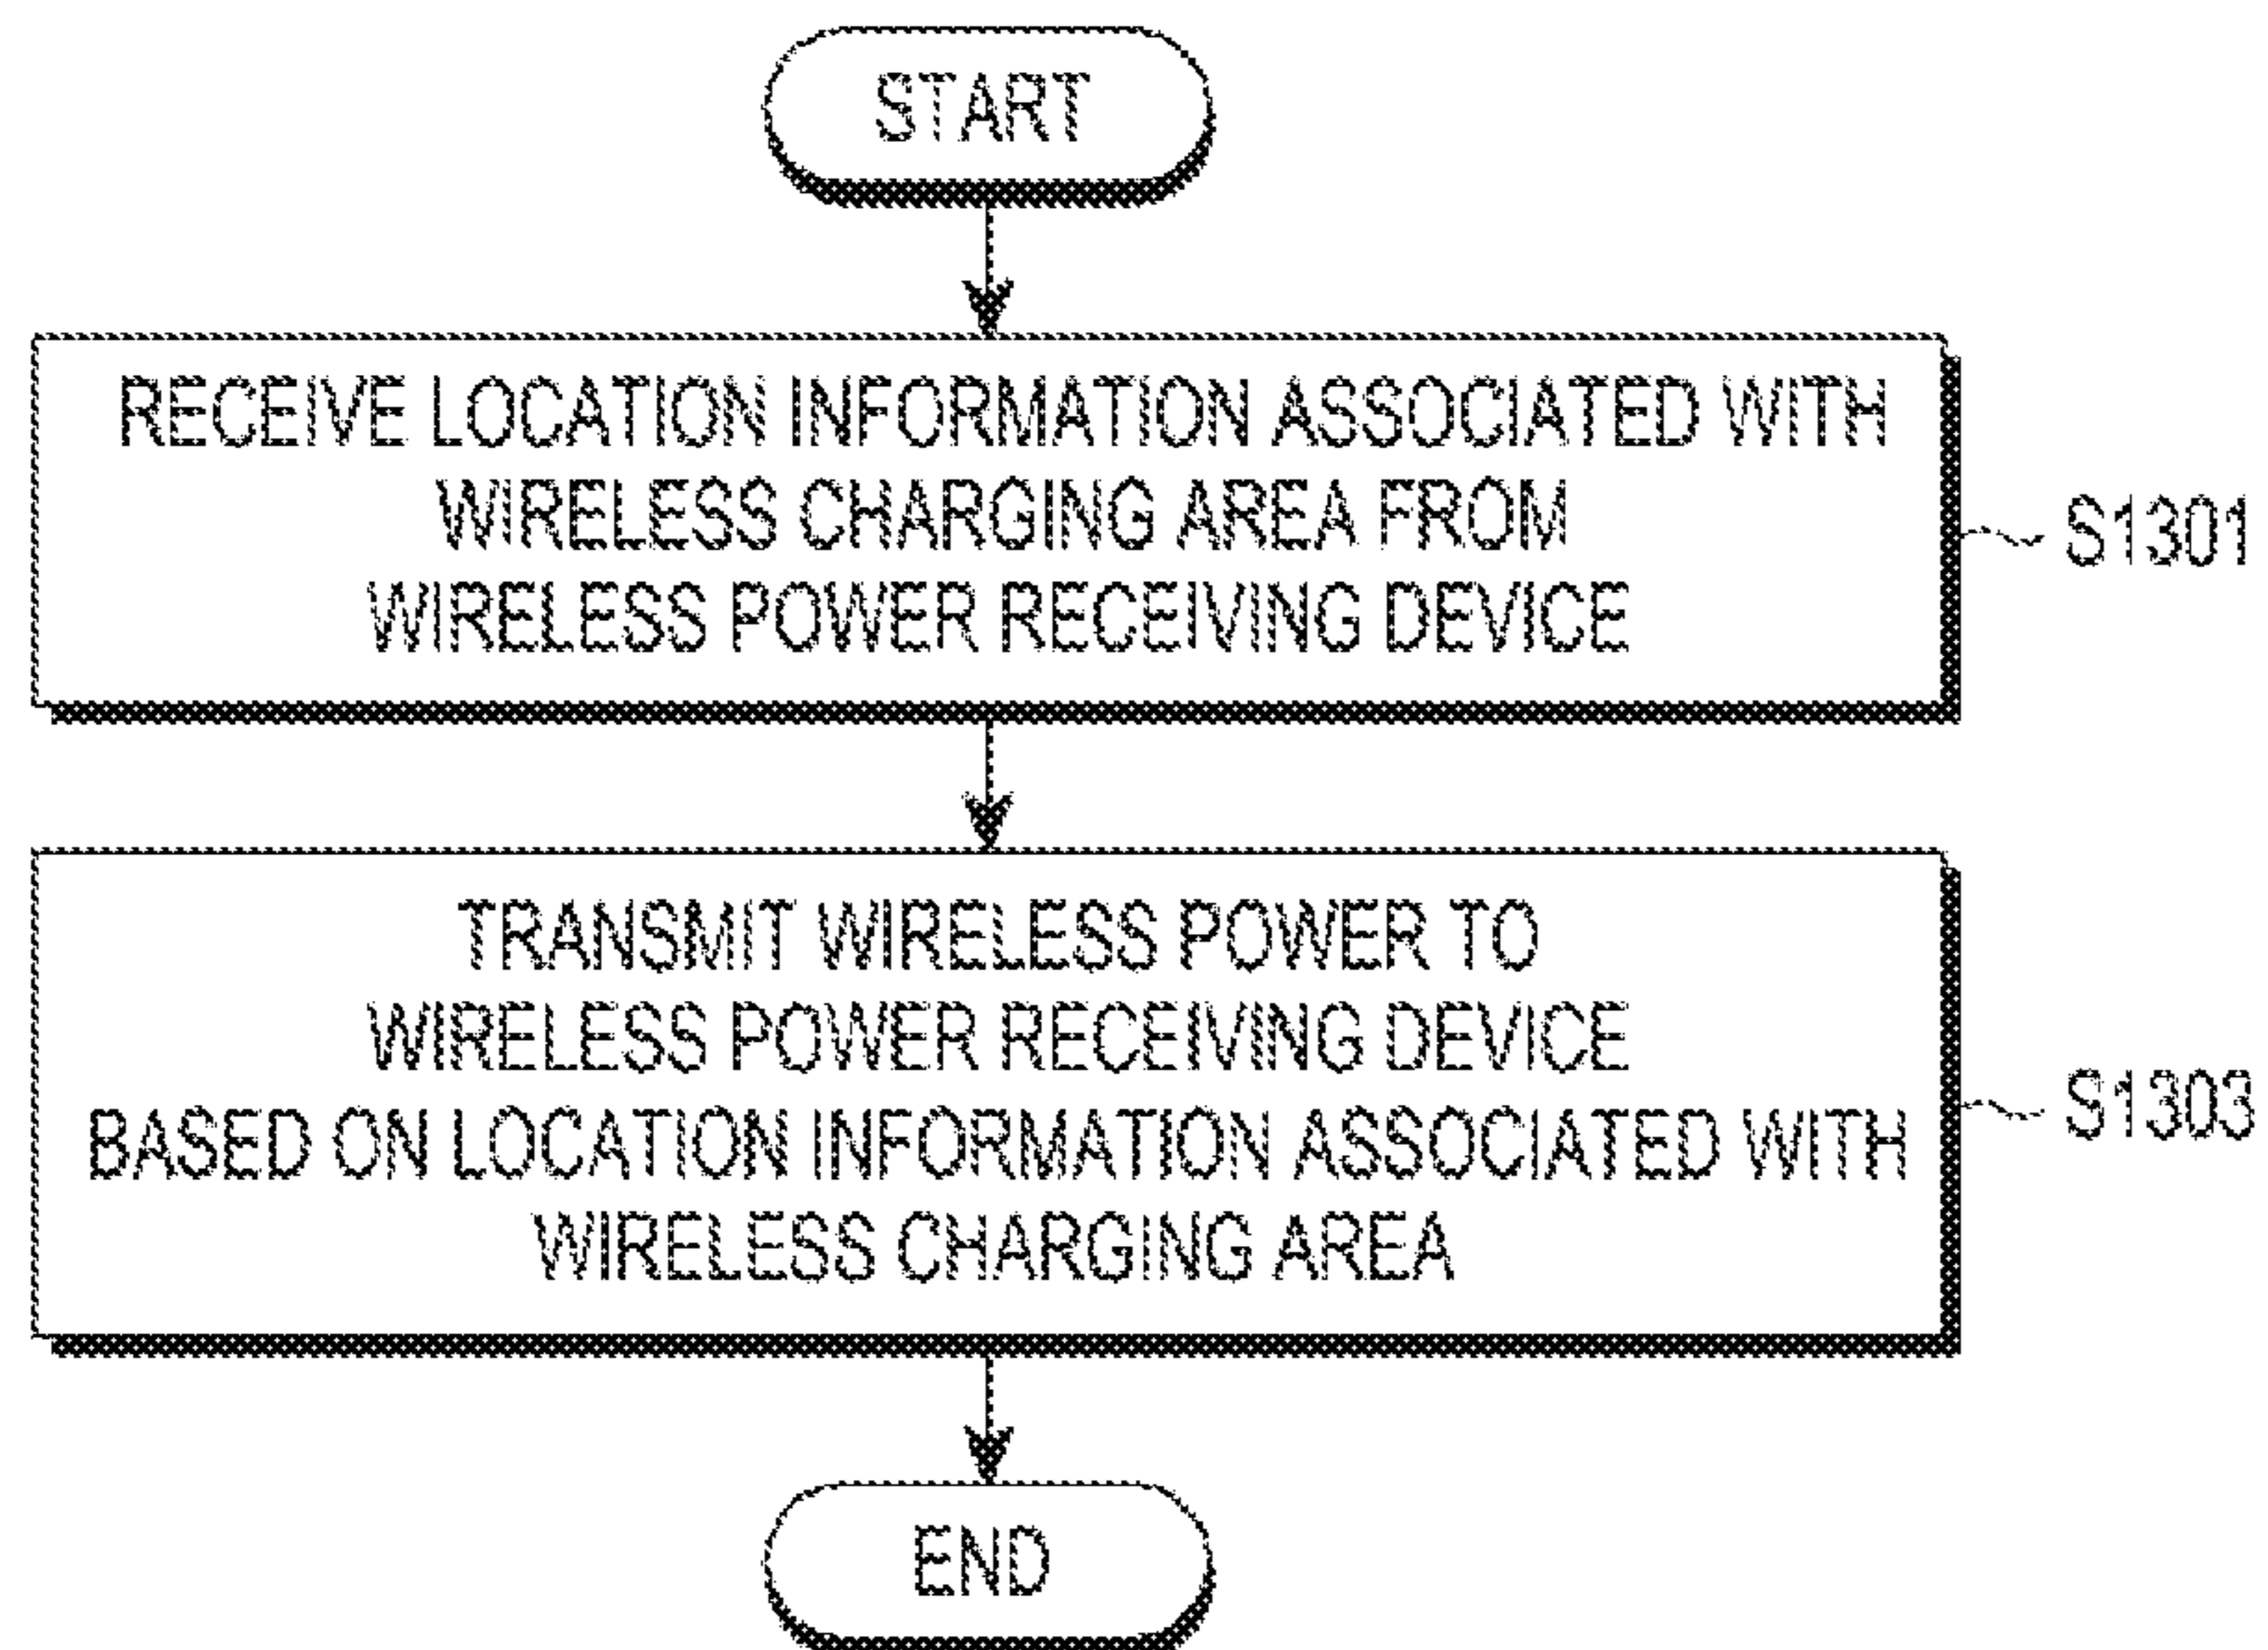 START
RECEIVE LOCATION INFORMATION ASSOCIATED WITH
WIRELESS CHARGING AREA FROM
WIRELESS POWER RECEIVING DEVICE
S1301
TRANSMIT WIRELESS POWER TO
WIRELESS POWER RECEIVING DEVICE
BASED ON LOCATION INFORMATION ASSOCIATED WITH
WIRELESS CHARGING AREA
S1303
END